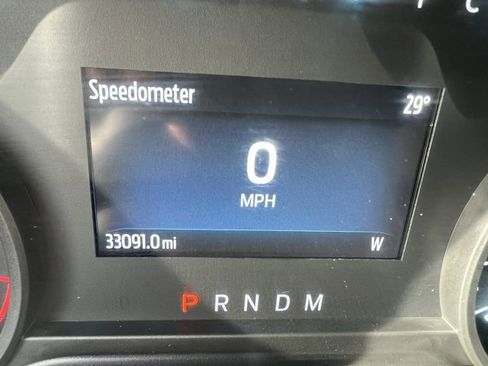 Speedometer 29°
0
MPH
33091.0 mi W
P R N D M